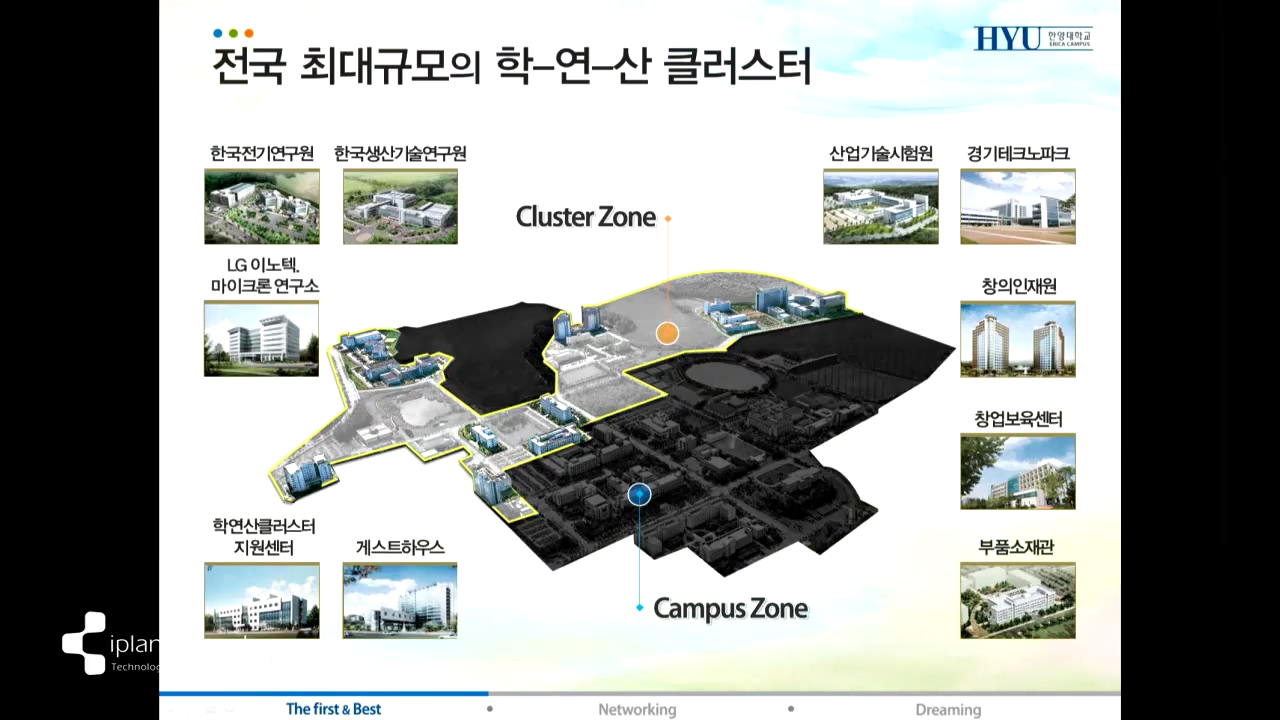 전국 최대규모의 학–연–산 클러스터
HYU 한양대학교
ERICA CAMPUS
한국전기연구원
한국생산기술연구원
산업기술시험원
경기테크노파크
Cluster Zone
LG 이노텍.
마이크론 연구소
창의인재원
창업보육센터
학연산클러스터
지원센터
게스트하우스
부품소재관
Campus Zone
iplan
Technolog
The first & Best
Networking
Dreaming